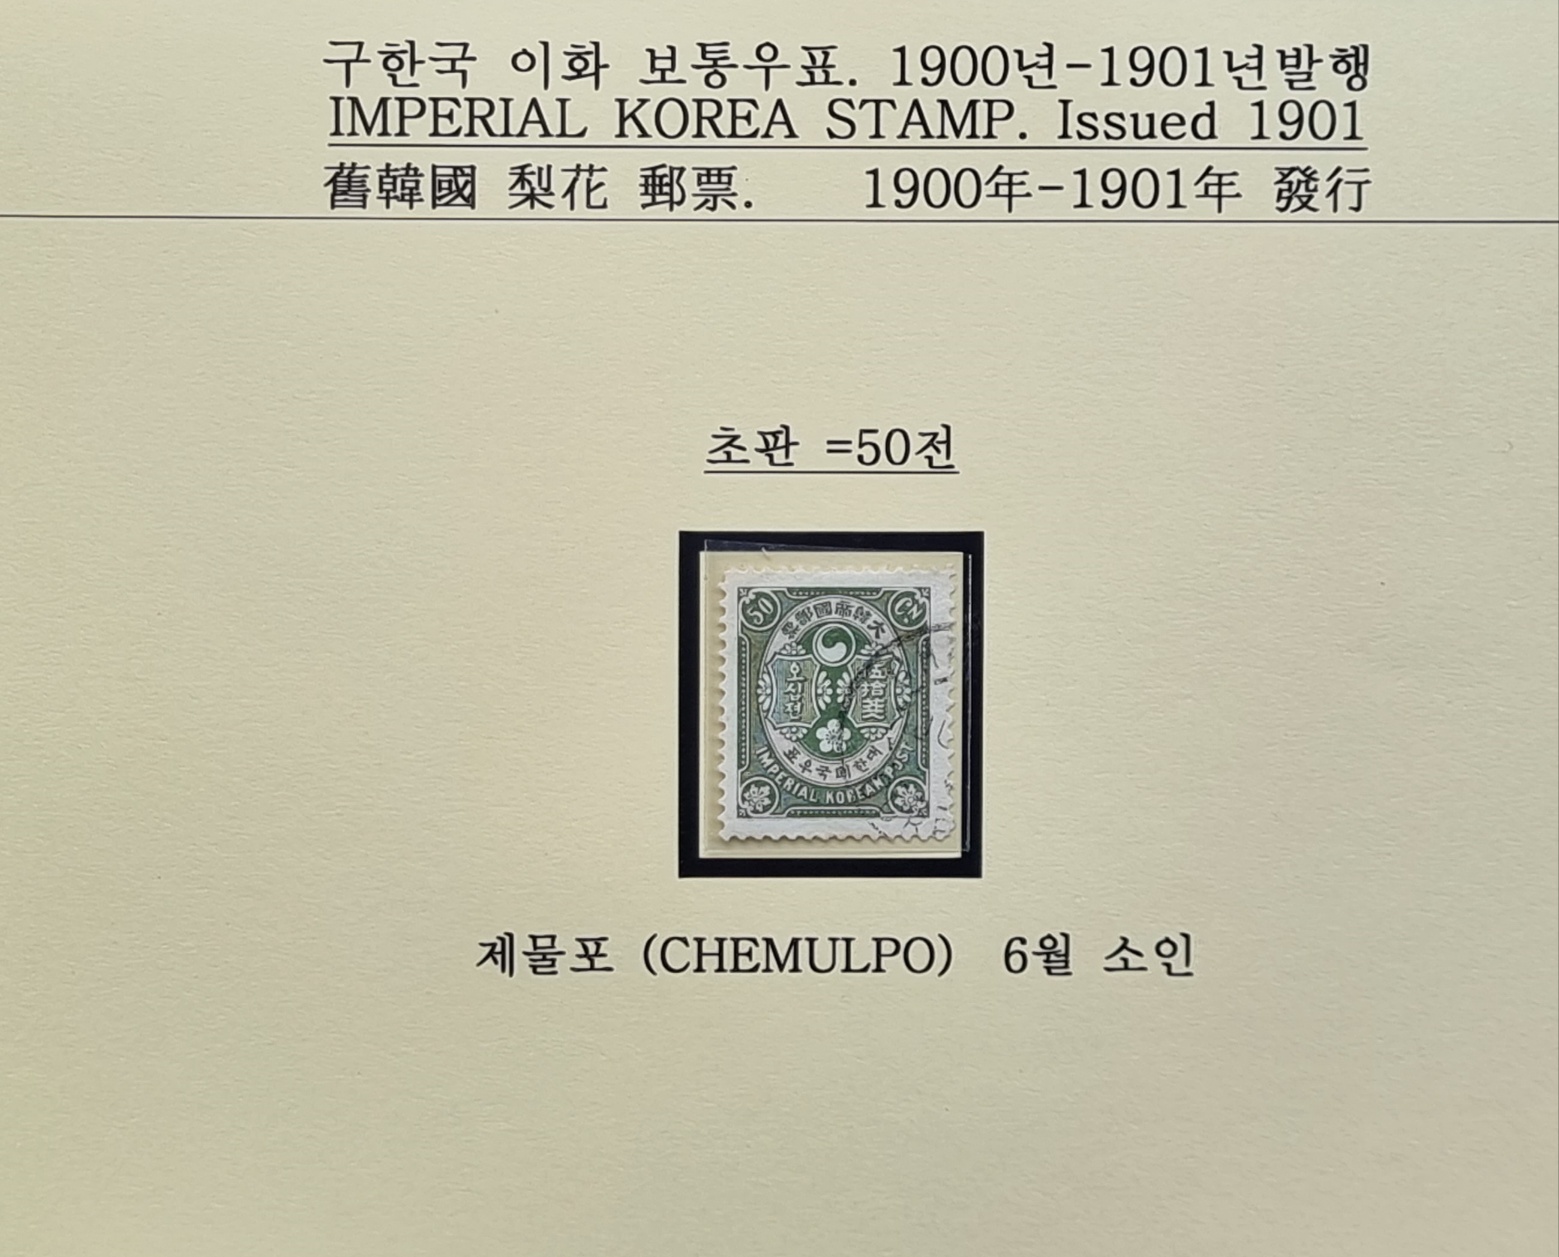 구한국 이화 보통우표. 1900년-1901년발행
IMPERIAL KOREA STAMP. Issued 1901
舊韓國 梨花 郵票. 1900年-1901年 發行
초판 =50전
50 CN
票郵國帝韓大
오십젼
伍拾戔
표우국뎨한대
IMPERIAL KOREAN POST
제물포 (CHEMULPO) 6월 소인